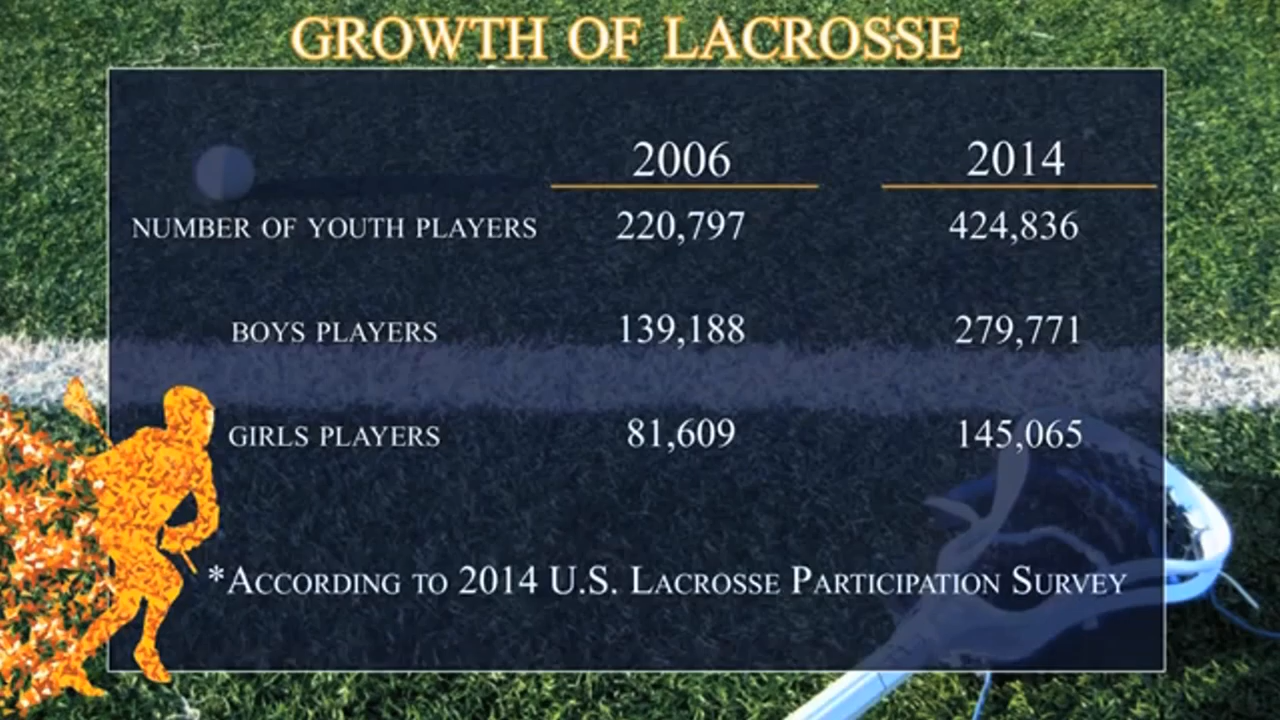 GROWTH OF LACROSSE
2006 2014
NUMBER OF YOUTH PLAYERS 220,797 424,836
BOYS PLAYERS 139,188 279,771
GIRLS PLAYERS 81,609 145,065
*ACCORDING TO 2014 U.S. LACROSSE PARTICIPATION SURVEY